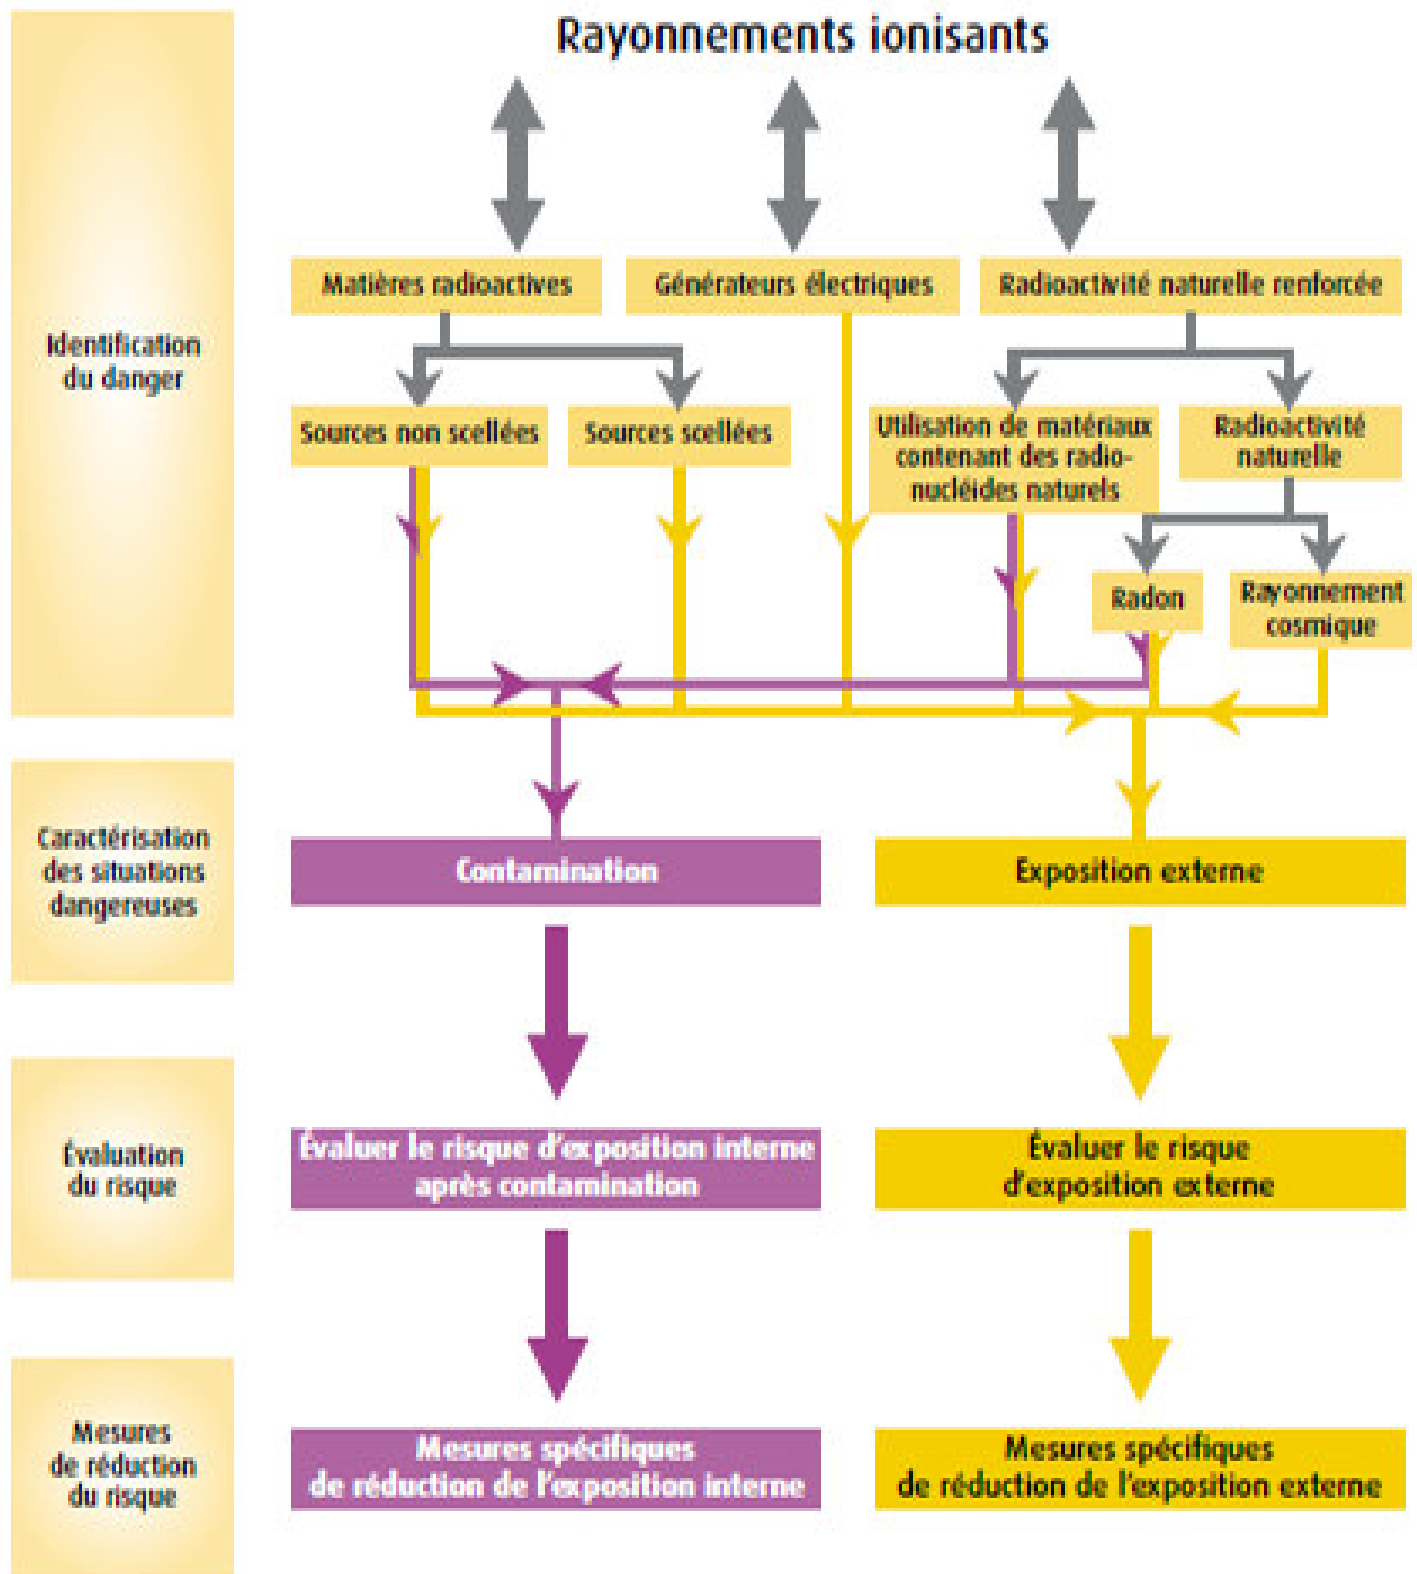 Rayonnements ionisants
Identification
du danger
Matières radioactives
Générateurs électriques
Radioactivité naturelle renforcée
Sources non scellées
Sources scellées
Utilisation de matériaux
contenant des radio-
nucléides naturels
Radioactivité
naturelle
Radon
Rayonnement
cosmique
Caractérisation
des situations
dangereuses
Contamination
Exposition externe
Évaluation
du risque
Évaluer le risque d'exposition interne
après contamination
Évaluer le risque
d'exposition externe
Mesures
de réduction
du risque
Mesures spécifiques
de réduction de l'exposition interne
Mesures spécifiques
de réduction de l'exposition externe